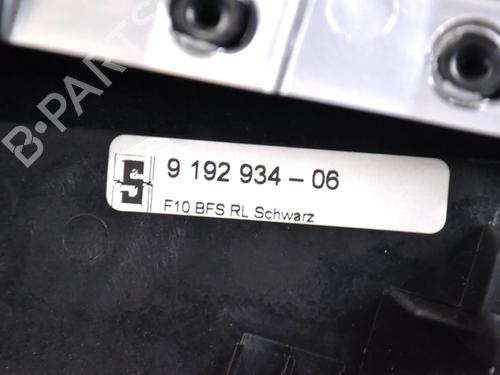 B-PARTS
S
9 192 934 - 06
F10 BFS RL Schwarz